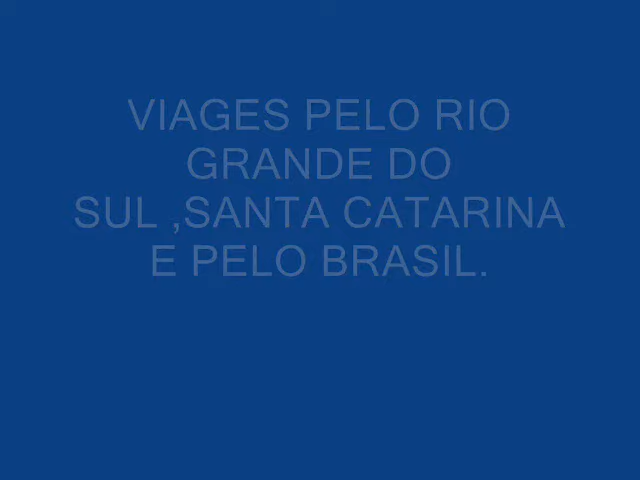 VIAGES PELO RIO
GRANDE DO
SUL ,SANTA CATARINA
E PELO BRASIL.